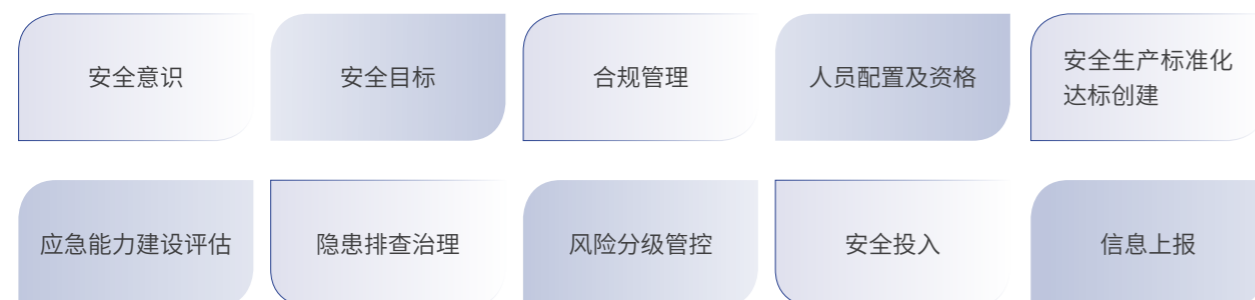 安全意识
安全目标
合规管理
人员配置及资格
安全生产标准化
达标创建
应急能力建设评估
隐患排查治理
风险分级管控
安全投入
信息上报